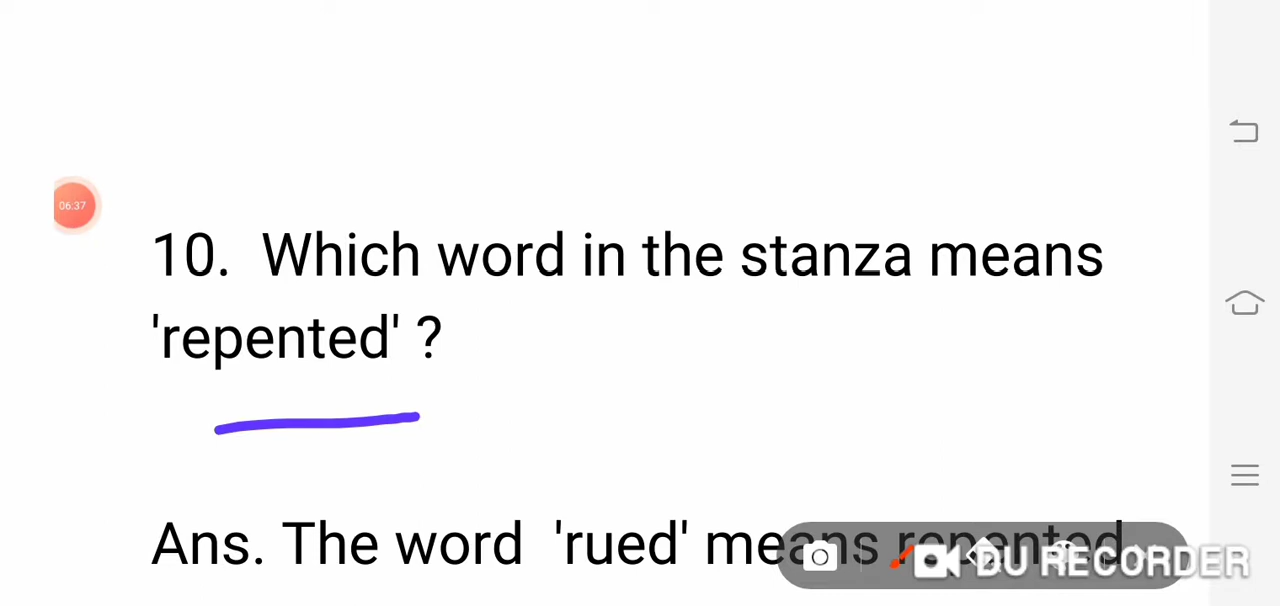 06:37
10. Which word in the stanza means
'repented' ?
Ans. The word 'rued' means repented
DU RECORDER